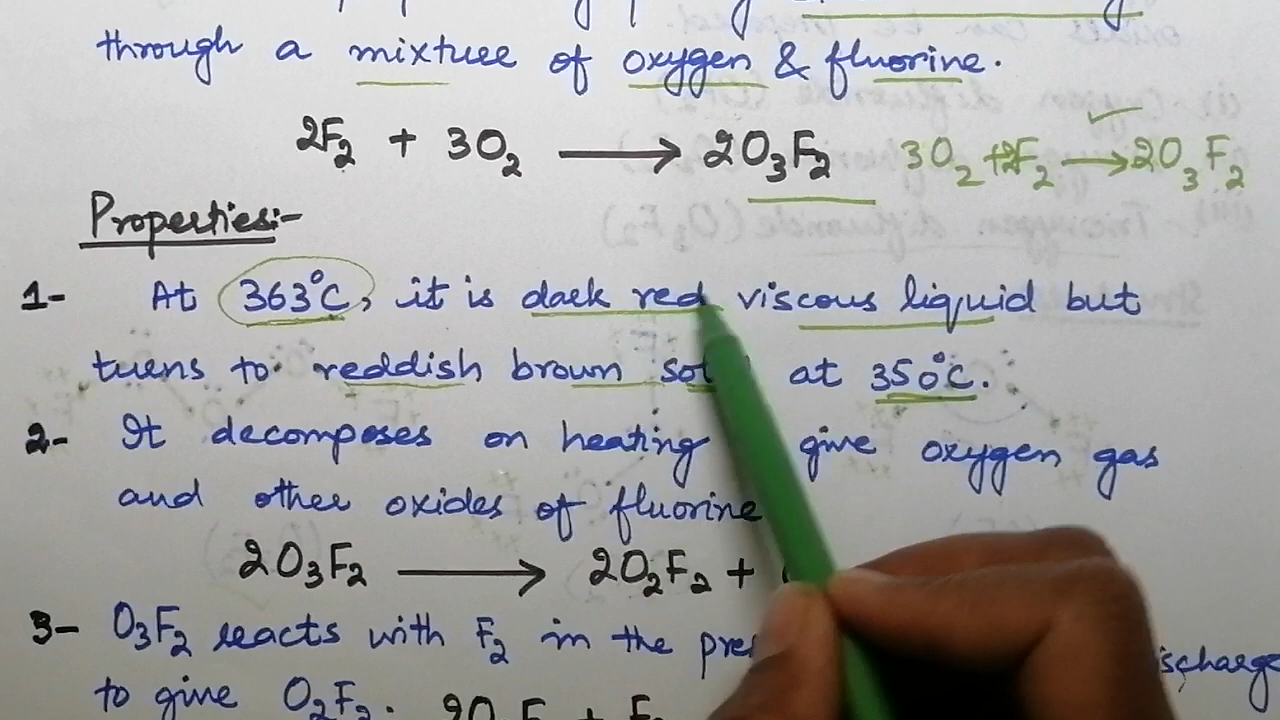 through a mixture of oxygen & fluorine.
2F₂ + 3O₂ ⟶ 2O₃F₂ 3O₂ + 2F₂ ⟶ 2O₃F₂
Properties:-
1- At 363°C, it is dark red viscous liquid but
turns to reddish brown at 350°C.
2- It decomposes on heating give oxygen gas
and other oxides of fluorine
2O₃F₂ ⟶ 2O₂F₂ +
3- O₃F₂ reacts with F₂ in the
to give O₂F₂.